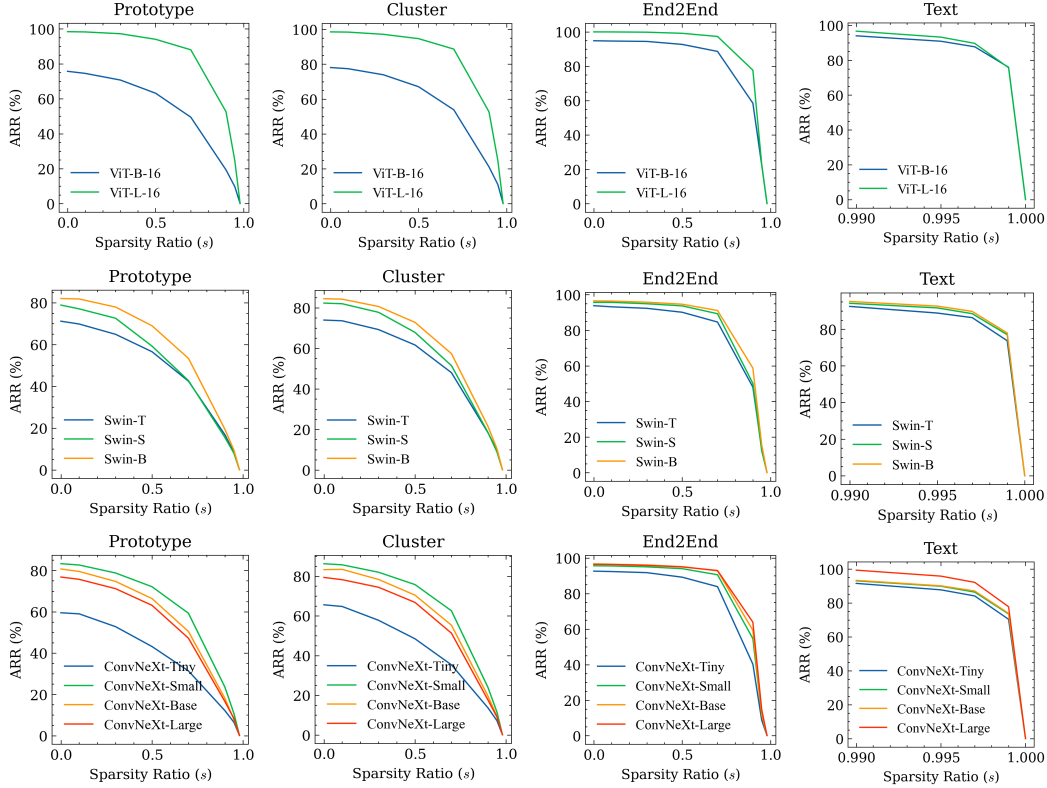 Prototype
ARR (%)
100
80
60
40
20
0
ViT-B-16
ViT-L-16
0.0 0.5 1.0
Sparsity Ratio (s)
Cluster
ARR (%)
100
80
60
40
20
0
ViT-B-16
ViT-L-16
0.0 0.5 1.0
Sparsity Ratio (s)
End2End
ARR (%)
100
80
60
40
20
0
ViT-B-16
ViT-L-16
0.0 0.5 1.0
Sparsity Ratio (s)
Text
ARR (%)
100
80
60
40
20
0
ViT-B-16
ViT-L-16
0.990 0.995 1.000
Sparsity Ratio (s)
Prototype
ARR (%)
80
60
40
20
0
Swin-T
Swin-S
Swin-B
0.0 0.5 1.0
Sparsity Ratio (s)
Cluster
ARR (%)
80
60
40
20
0
Swin-T
Swin-S
Swin-B
0.0 0.5 1.0
Sparsity Ratio (s)
End2End
ARR (%)
100
80
60
40
20
0
Swin-T
Swin-S
Swin-B
0.0 0.5 1.0
Sparsity Ratio (s)
Text
ARR (%)
80
60
40
20
0
Swin-T
Swin-S
Swin-B
0.990 0.995 1.000
Sparsity Ratio (s)
Prototype
ARR (%)
80
60
40
20
0
ConvNeXt-Tiny
ConvNeXt-Small
ConvNeXt-Base
ConvNeXt-Large
0.0 0.5 1.0
Sparsity Ratio (s)
Cluster
ARR (%)
80
60
40
20
0
ConvNeXt-Tiny
ConvNeXt-Small
ConvNeXt-Base
ConvNeXt-Large
0.0 0.5 1.0
Sparsity Ratio (s)
End2End
ARR (%)
100
80
60
40
20
0
ConvNeXt-Tiny
ConvNeXt-Small
ConvNeXt-Base
ConvNeXt-Large
0.0 0.5 1.0
Sparsity Ratio (s)
Text
ARR (%)
100
80
60
40
20
0
ConvNeXt-Tiny
ConvNeXt-Small
ConvNeXt-Base
ConvNeXt-Large
0.990 0.995 1.000
Sparsity Ratio (s)